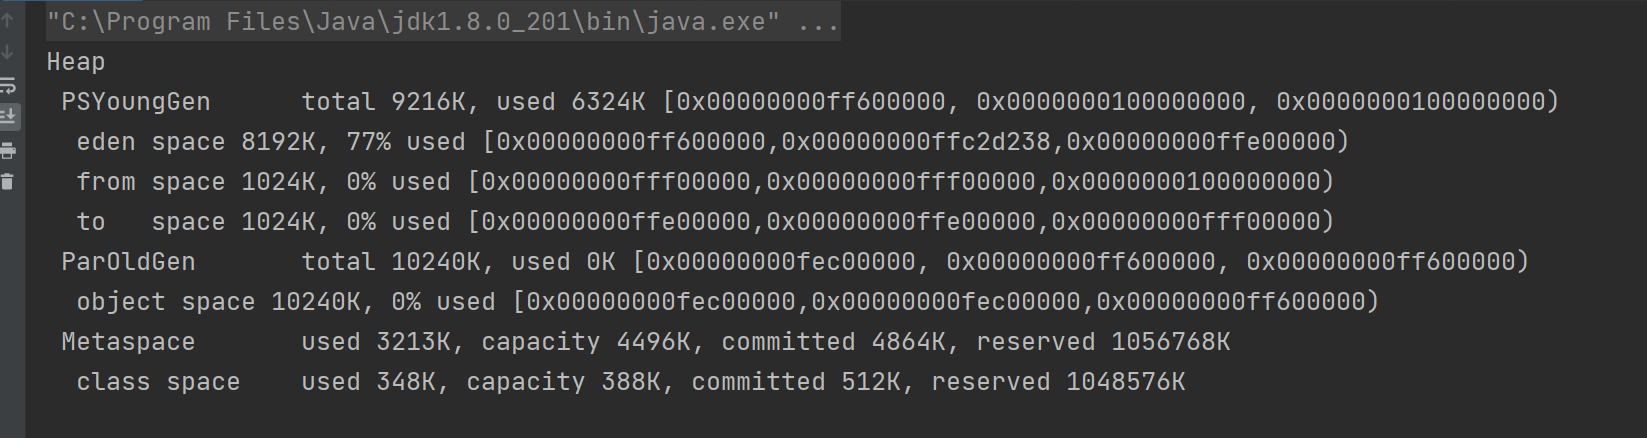 "C:\Program Files\Java\jdk1.8.0_201\bin\java.exe" ...
Heap
 PSYoungGen      total 9216K, used 6324K [0x00000000ff600000, 0x0000000100000000, 0x0000000100000000)
  eden space 8192K, 77% used [0x00000000ff600000,0x00000000ffc2d238,0x00000000ffe00000)
  from space 1024K, 0% used [0x00000000fff00000,0x00000000fff00000,0x0000000100000000)
  to   space 1024K, 0% used [0x00000000ffe00000,0x00000000ffe00000,0x00000000fff00000)
 ParOldGen       total 10240K, used 0K [0x00000000fec00000, 0x00000000ff600000, 0x00000000ff600000)
  object space 10240K, 0% used [0x00000000fec00000,0x00000000fec00000,0x00000000ff600000)
 Metaspace       used 3213K, capacity 4496K, committed 4864K, reserved 1056768K
  class space    used 348K, capacity 388K, committed 512K, reserved 1048576K